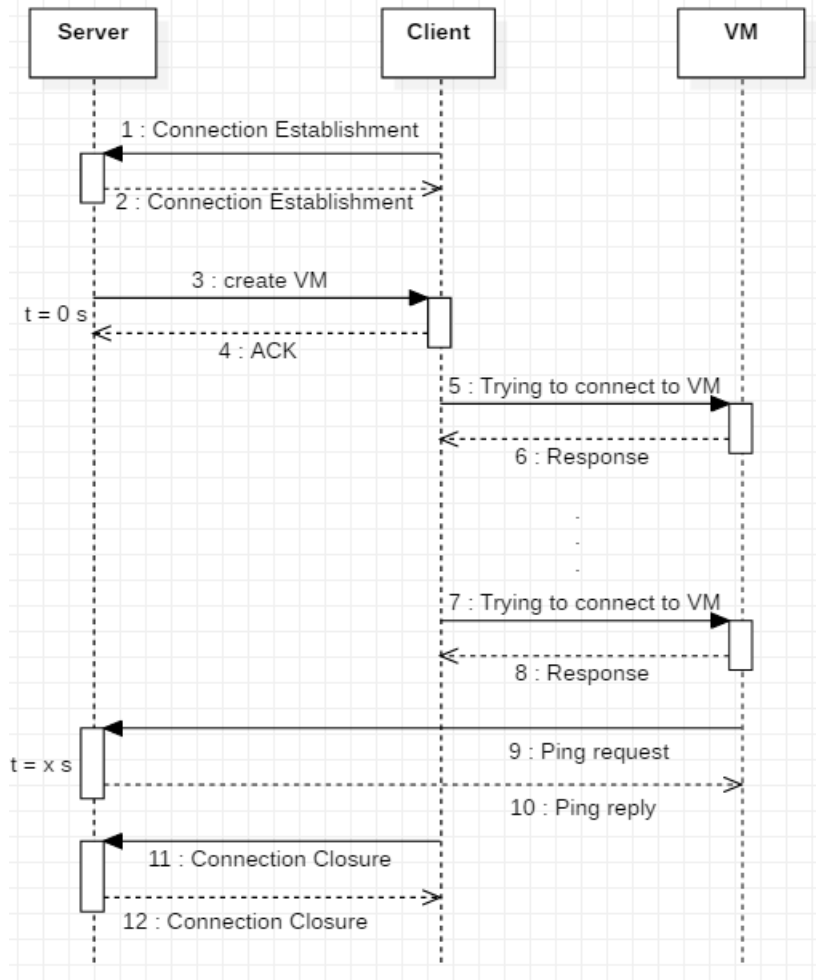 Server
Client
VM
1 : Connection Establishment
2 : Connection Establishment
3 : create VM
t = 0 s
4 : ACK
5 : Trying to connect to VM
6 : Response
.
.
.
7 : Trying to connect to VM
8 : Response
9 : Ping request
t = x s
10 : Ping reply
11 : Connection Closure
12 : Connection Closure